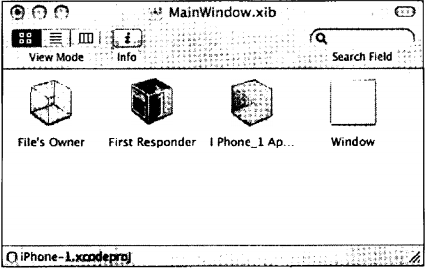 MainWindow.xib
View Mode Info Search Field
File's Owner First Responder I Phone_1 Ap... Window
iPhone-1.xcodeproj